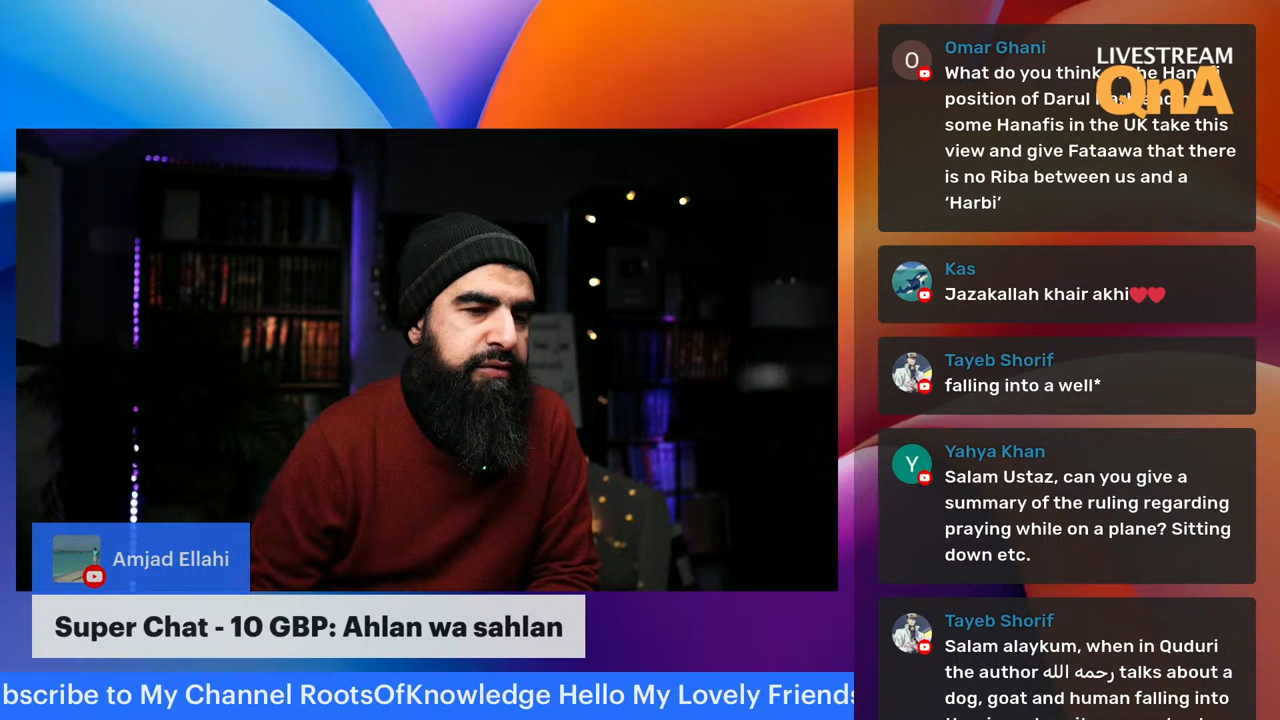 Amjad Ellahi
Super Chat - 10 GBP: Ahlan wa sahlan
bscribe to My Channel RootsOfKnowledge Hello My Lovely Friends
LIVESTREAM
QnA
O
Omar Ghani
What do you think
position of Darul
some Hanafis in the UK take this
view and give Fataawa that there
is no Riba between us and a
‘Harbi’
Kas
Jazakallah khair akhi❤️❤️
Tayeb Shorif
falling into a well*
Y
Yahya Khan
Salam Ustaz, can you give a
summary of the ruling regarding
praying while on a plane? Sitting
down etc.
Tayeb Shorif
Salam alaykum, when in Quduri
the author رحمه الله talks about a
dog, goat and human falling into